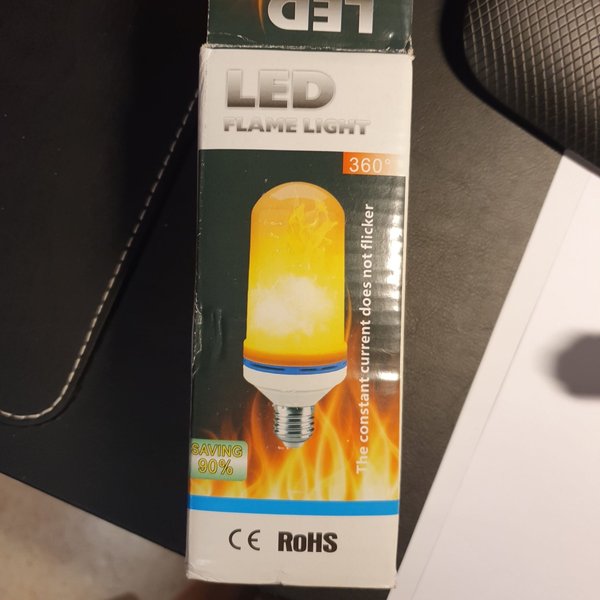 LED
LED
FLAME LIGHT
360°
The constant current does not flicker
SAVING
90%
CE RoHS